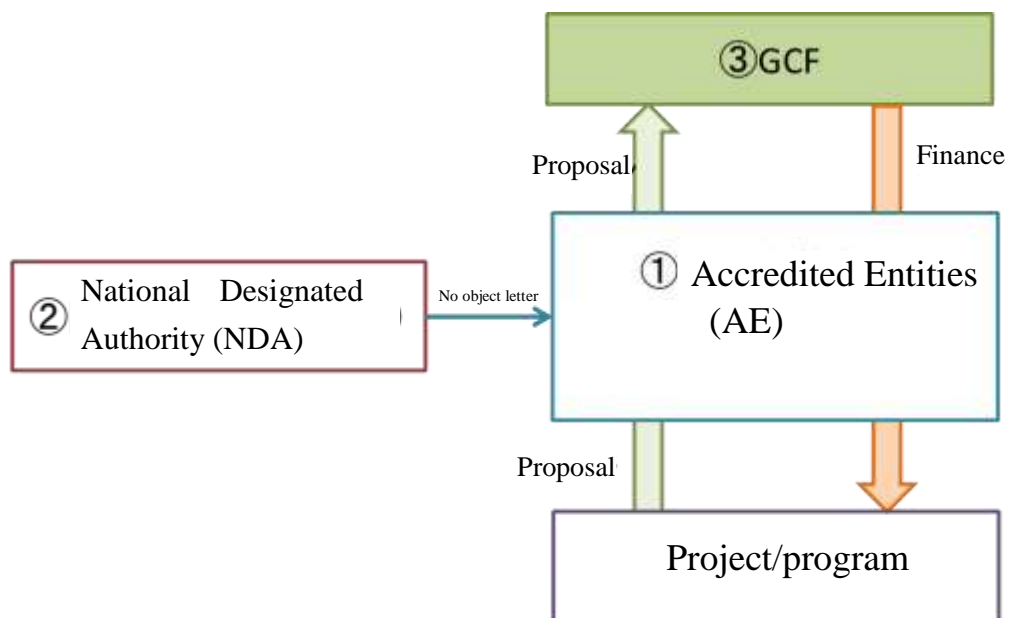 ③GCF
Proposal
Finance
① Accredited Entities
(AE)
② National Designated
Authority (NDA)
No object letter
Proposal
Project/program